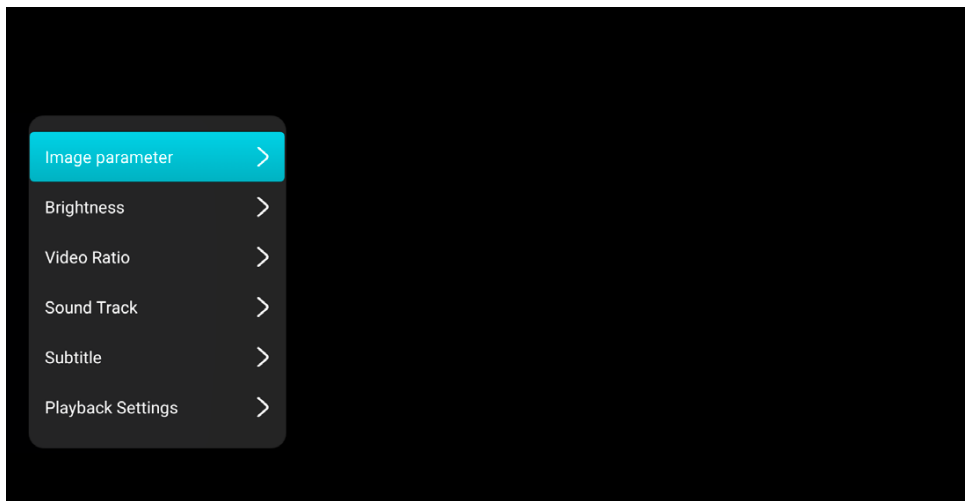 Image parameter
Brightness
Video Ratio
Sound Track
Subtitle
Playback Settings